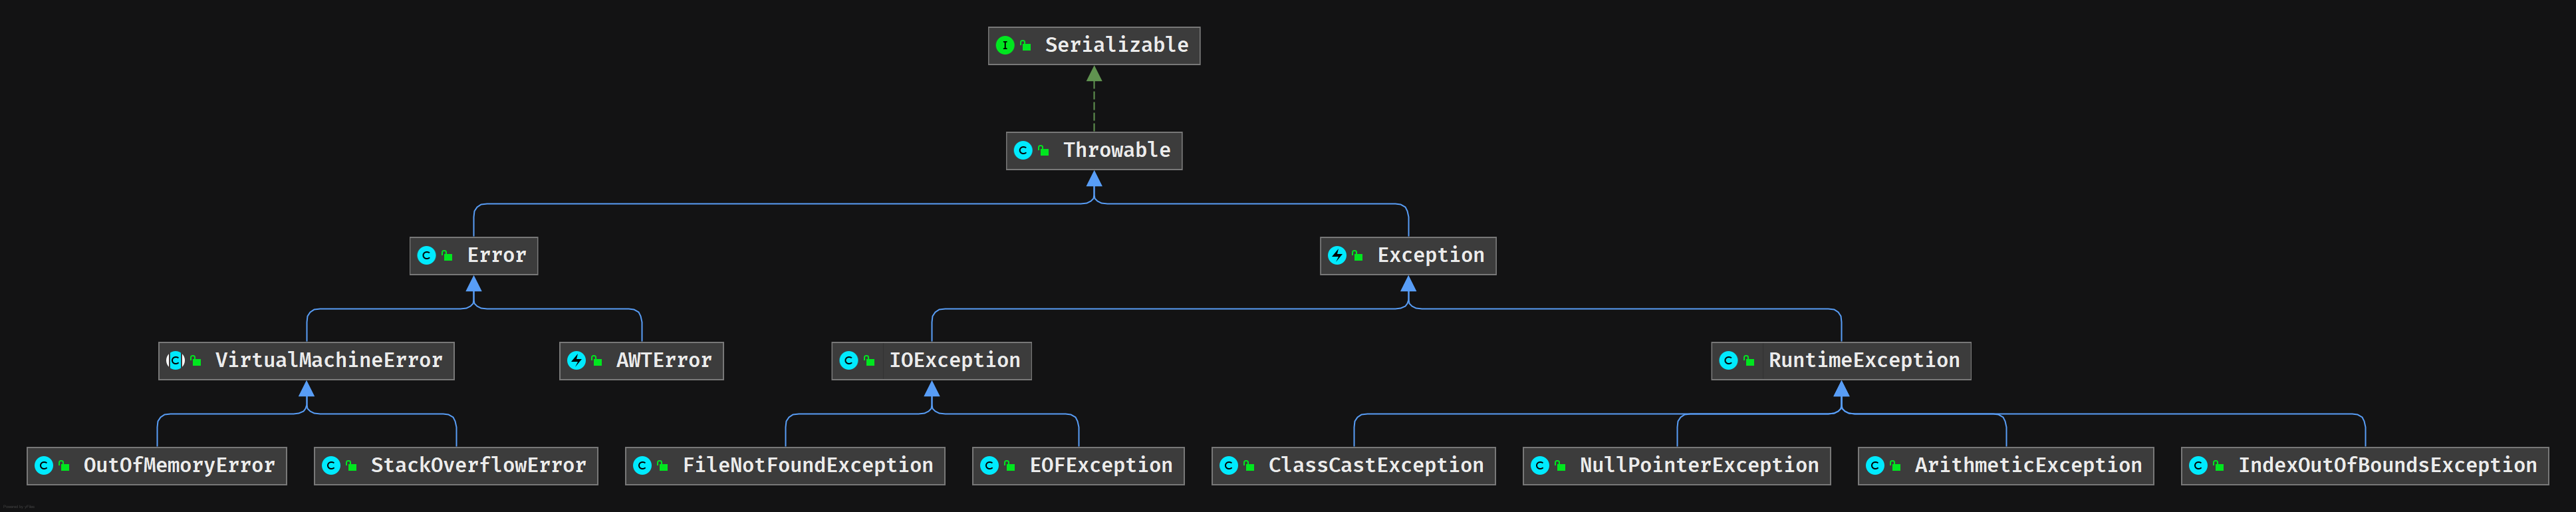 Serializable
Throwable
Error
Exception
VirtualMachineError
AWTError
IOException
RuntimeException
OutOfMemoryError
StackOverflowError
FileNotFoundException
EOFException
ClassCastException
NullPointerException
ArithmeticException
IndexOutOfBoundsException